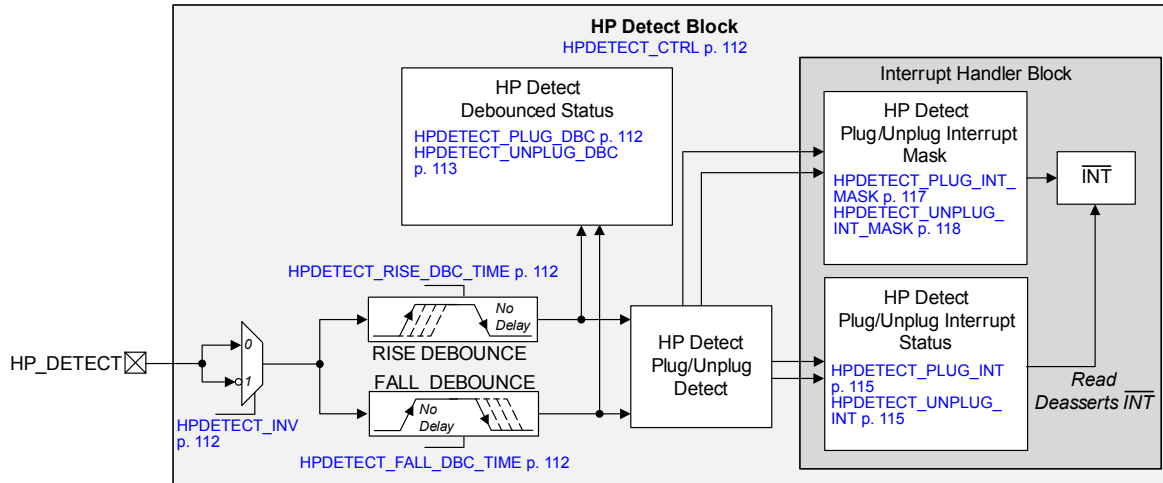 HP Detect Block
HPDETECT_CTRL p. 112
HP Detect
Debounced Status
HPDETECT_PLUG_DBC p. 112
HPDETECT_UNPLUG_DBC
p. 113
Interrupt Handler Block
HP Detect
Plug/Unplug Interrupt
Mask
HPDETECT_PLUG_INT_
MASK p. 117
HPDETECT_UNPLUG_
INT_MASK p. 118
INT
HPDETECT_RISE_DBC_TIME p. 112
No
Delay
RISE DEBOUNCE
HP_DETECT
0
1
HPDETECT_INV
p. 112
FALL DEBOUNCE
No
Delay
HPDETECT_FALL_DBC_TIME p. 112
HP Detect
Plug/Unplug
Detect
HP Detect
Plug/Unplug Interrupt
Status
HPDETECT_PLUG_INT
p. 115
HPDETECT_UNPLUG_
INT p. 115
Read
Deasserts INT